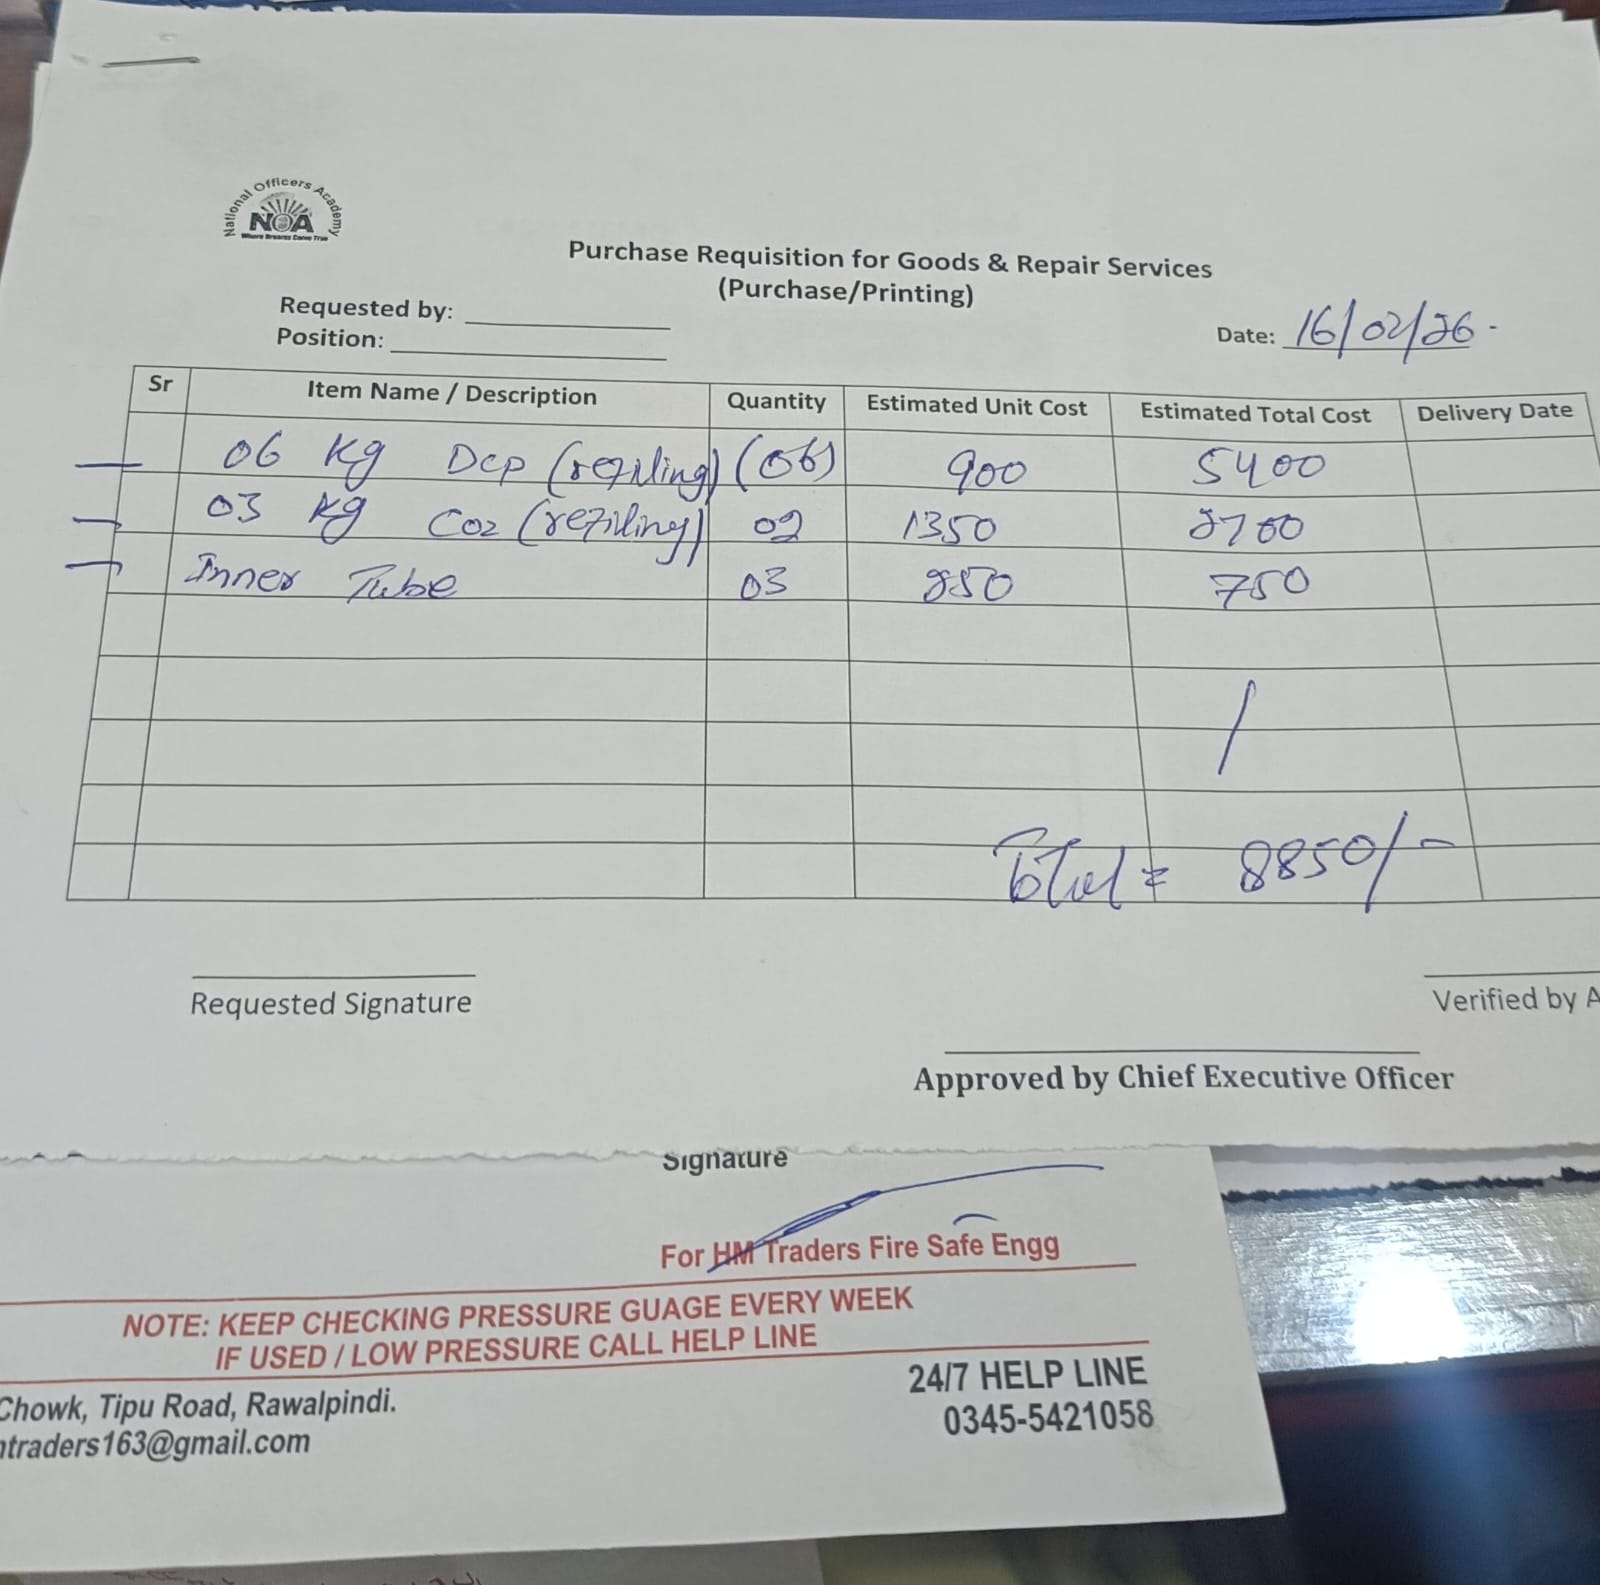 National Officers Academy
NOA
Where Dreams Come True
Purchase Requisition for Goods & Repair Services
(Purchase/Printing)
Requested by:
Position:
Date: 16/02/26
Sr Item Name / Description Quantity Estimated Unit Cost Estimated Total Cost Delivery Date
06 Kg Dcp (refiling) (06) 900 5400
03 Kg Co2 (refiling) 02 1350 2700
Inner Tube 03 250 750
Total = 8850/-
Requested Signature
Verified by A
Approved by Chief Executive Officer
Signature
For HM Traders Fire Safe Engg
NOTE: KEEP CHECKING PRESSURE GUAGE EVERY WEEK
IF USED / LOW PRESSURE CALL HELP LINE
Chowk, Tipu Road, Rawalpindi.
traders163@gmail.com
24/7 HELP LINE
0345-5421058